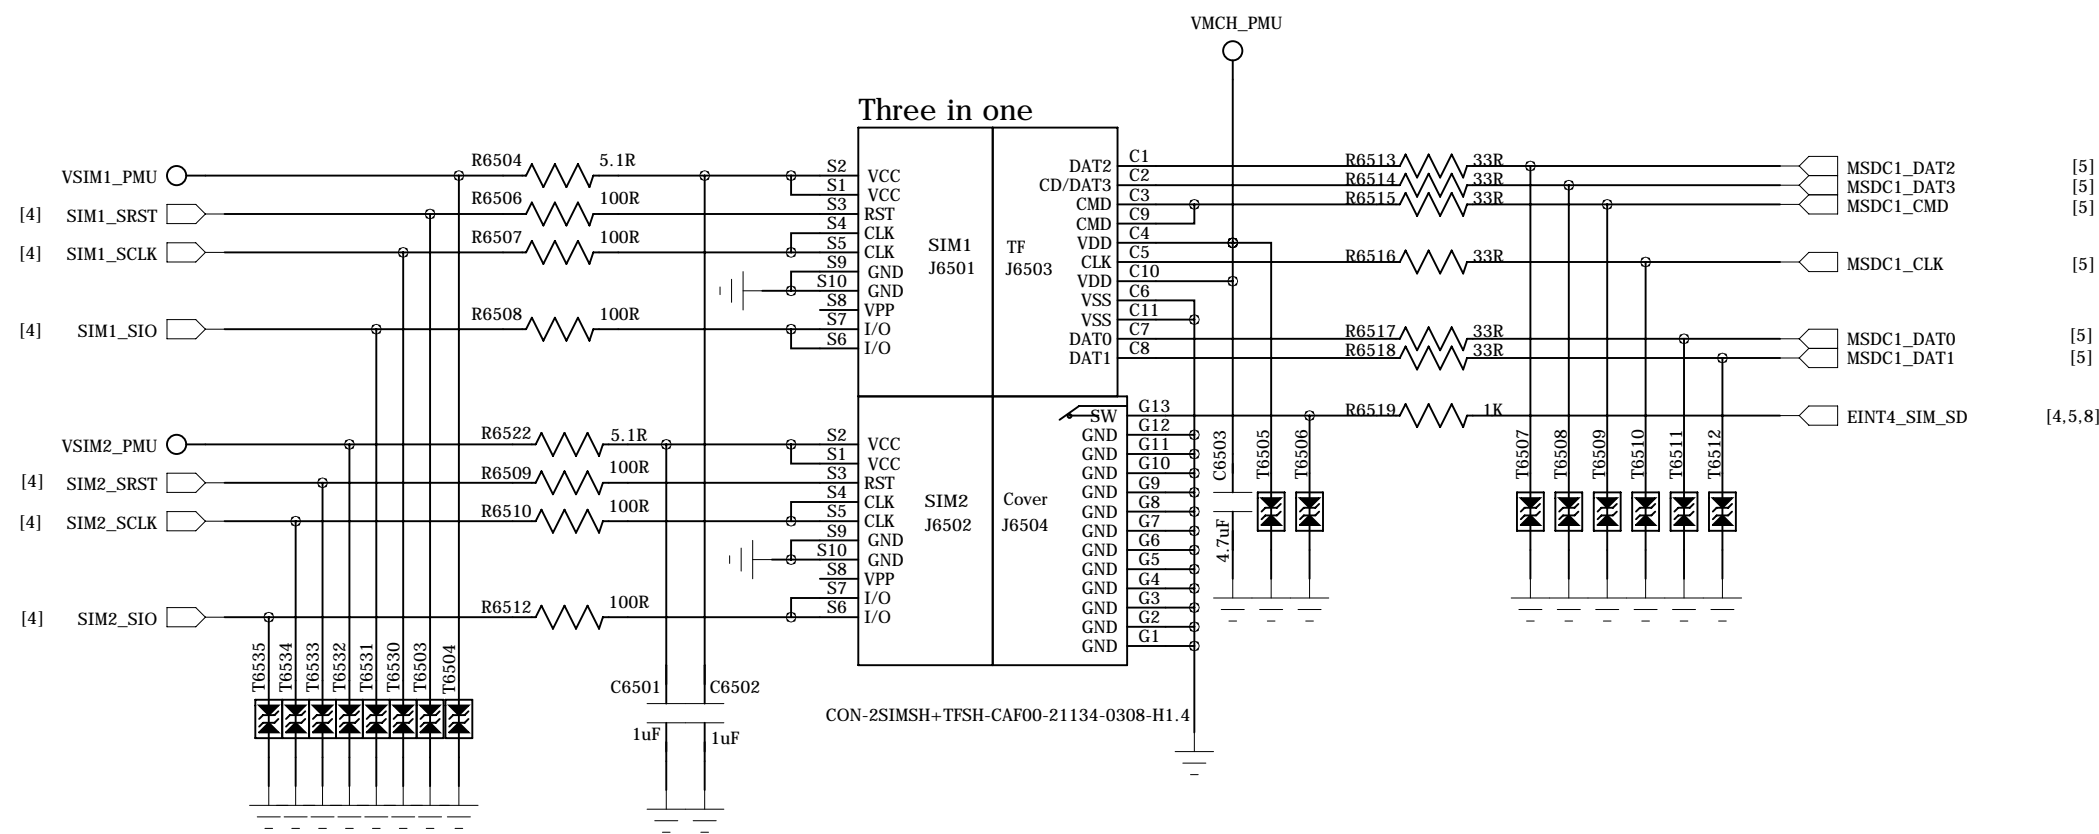 VMCH_PMU
Three in one
VSIM1_PMU
R6504 5.1R
[4] SIM1_SRST
R6506 100R
[4] SIM1_SCLK
R6507 100R
[4] SIM1_SIO
R6508 100R
S2 VCC
S1 VCC
S3 RST
S4 CLK
S5 CLK
S9 GND
S10 GND
S8 VPP
S7 I/O
S6 I/O
SIM1
J6501
TF
J6503
DAT2 C1
CD/DAT3 C2
CMD C3
CMD C9
VDD C4
CLK C5
VDD C10
VSS C6
VSS C11
DAT0 C7
DAT1 C8
R6513 33R MSDC1_DAT2 [5]
R6514 33R MSDC1_DAT3 [5]
R6515 33R MSDC1_CMD [5]
R6516 33R MSDC1_CLK [5]
R6517 33R MSDC1_DAT0 [5]
R6518 33R MSDC1_DAT1 [5]
R6519 1K EINT4_SIM_SD [4,5,8]
VSIM2_PMU
R6522 5.1R
[4] SIM2_SRST
R6509 100R
[4] SIM2_SCLK
R6510 100R
[4] SIM2_SIO
R6512 100R
S2 VCC
S1 VCC
S3 RST
S4 CLK
S5 CLK
S9 GND
S10 GND
S8 VPP
S7 I/O
S6 I/O
SIM2
J6502
Cover
J6504
SW G13
GND G12
GND G11
GND G10
GND G9
GND G8
GND G7
GND G6
GND G5
GND G4
GND G3
GND G2
GND G1
C6503
4.7uF
T6505
T6506
T6507
T6508
T6509
T6510
T6511
T6512
T6535
T6534
T6533
T6532
T6531
T6530
T6503
T6504
C6501 C6502
1uF 1uF
CON-2SIMSH+TFSH-CAF00-21134-0308-H1.4